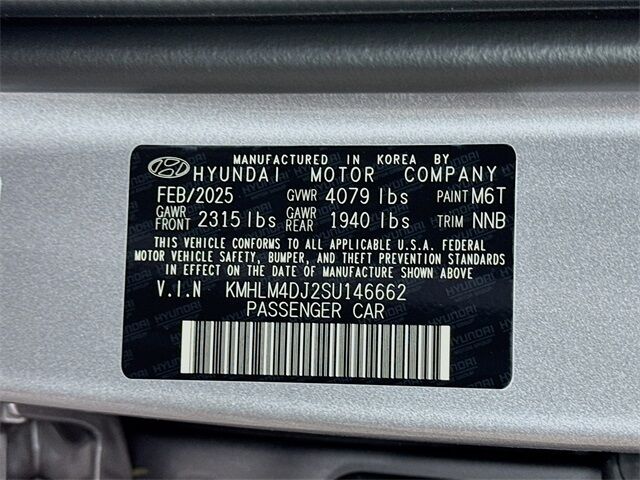 MANUFACTURED IN KOREA BY
HYUNDAI MOTOR COMPANY
FEB/2025 GVWR 4079 lbs PAINT M6T
GAWR FRONT 2315 lbs GAWR REAR 1940 lbs TRIM NNB
THIS VEHICLE CONFORMS TO ALL APPLICABLE U.S.A. FEDERAL
MOTOR VEHICLE SAFETY, BUMPER, AND THEFT PREVENTION STANDARDS
IN EFFECT ON THE DATE OF MANUFACTURE SHOWN ABOVE
V.I.N KMHLM4DJ2SU146662
PASSENGER CAR